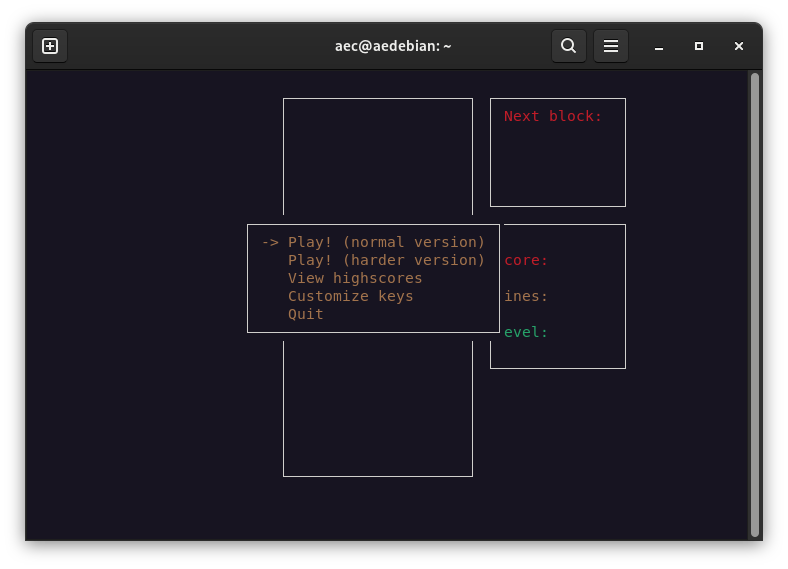 aec@aedebian: ~
Next block:
-> Play! (normal version)
Play! (harder version)
View highscores
Customize keys
Quit
core:
ines:
evel: